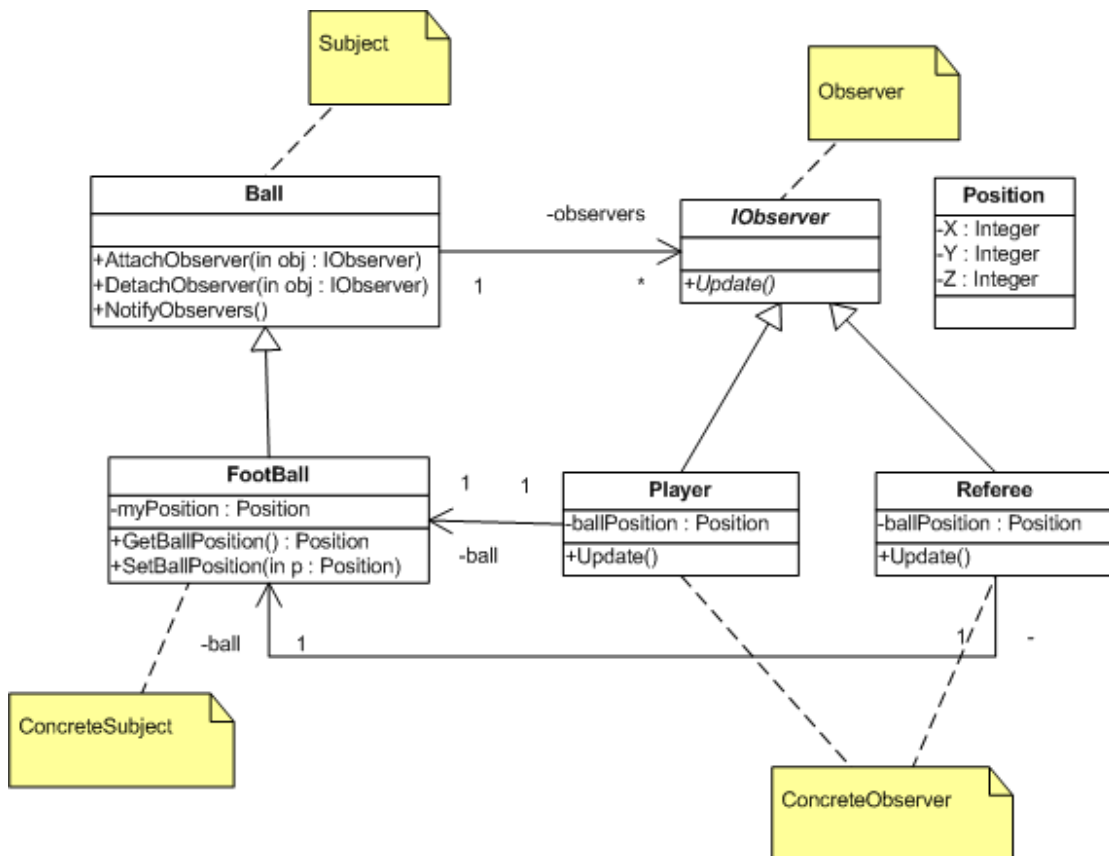 Subject
Observer
Ball
+AttachObserver(in obj : IObserver)
+DetachObserver(in obj : IObserver)
+NotifyObservers()
-observers
1
*
IObserver
+Update()
Position
-X : Integer
-Y : Integer
-Z : Integer
FootBall
-myPosition : Position
+GetBallPosition() : Position
+SetBallPosition(in p : Position)
1
1
-ball
Player
-ballPosition : Position
+Update()
Referee
-ballPosition : Position
+Update()
-ball
1
1
-
ConcreteSubject
ConcreteObserver